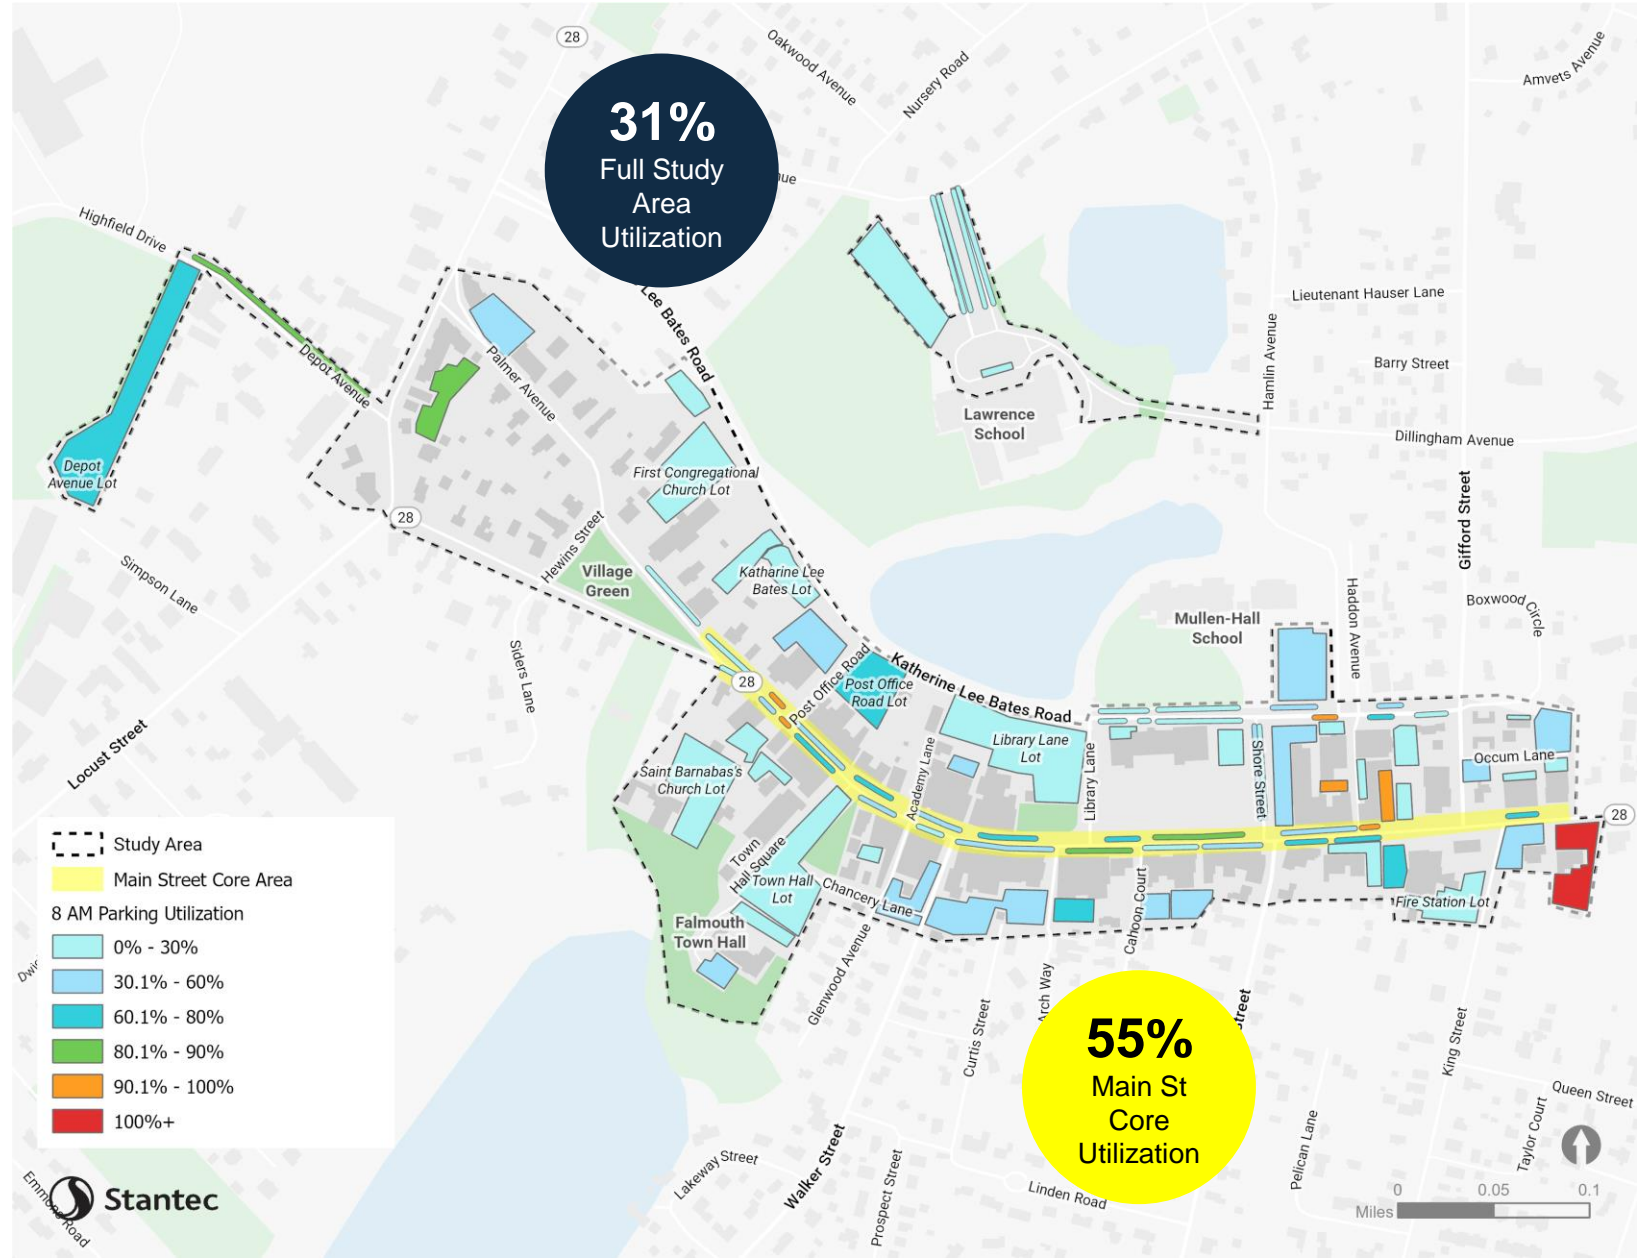 28
Oakwood Avenue
Nursery Road
Amvets Avenue
31%
Full Study
Area
Utilization
nue
Highfield Drive
Lee Bates Road
Lieutenant Hauser Lane
Hamlin Avenue
Barry Street
Depot Avenue
Palmer Avenue
Lawrence
School
Dillingham Avenue
Depot
Avenue Lot
First Congregational
Church Lot
Gifford Street
28
Hewins Street
Simpson Lane
Village
Green
Katharine Lee
Bates Lot
Mullen-Hall
School
Haddon Avenue
Boxwood Circle
Siders Lane
28
Post Office Road
Katherine Lee Bates Road
Post Office
Road Lot
Locust Street
Library Lane
Lot
Academy Lane
Library Lane
Shore Street
Occum Lane
Saint Barnabas's
Church Lot
28
Town
Hall Square
Town Hall
Lot
Chancery Lane
Cahoon Court
Fire Station Lot
Falmouth
Town Hall
Glenwood Avenue
Study Area
Main Street Core Area
8 AM Parking Utilization
0% - 30%
30.1% - 60%
60.1% - 80%
80.1% - 90%
90.1% - 100%
100%+
Arch Way
Curtis Street
treet
King Street
55%
Main St
Core
Utilization
Queen Street
Taylor Court
Pelican Lane
Walker Street
Lakeway Street
Prospect Street
Linden Road
Emmons Road
Stantec
0 0.05 0.1
Miles